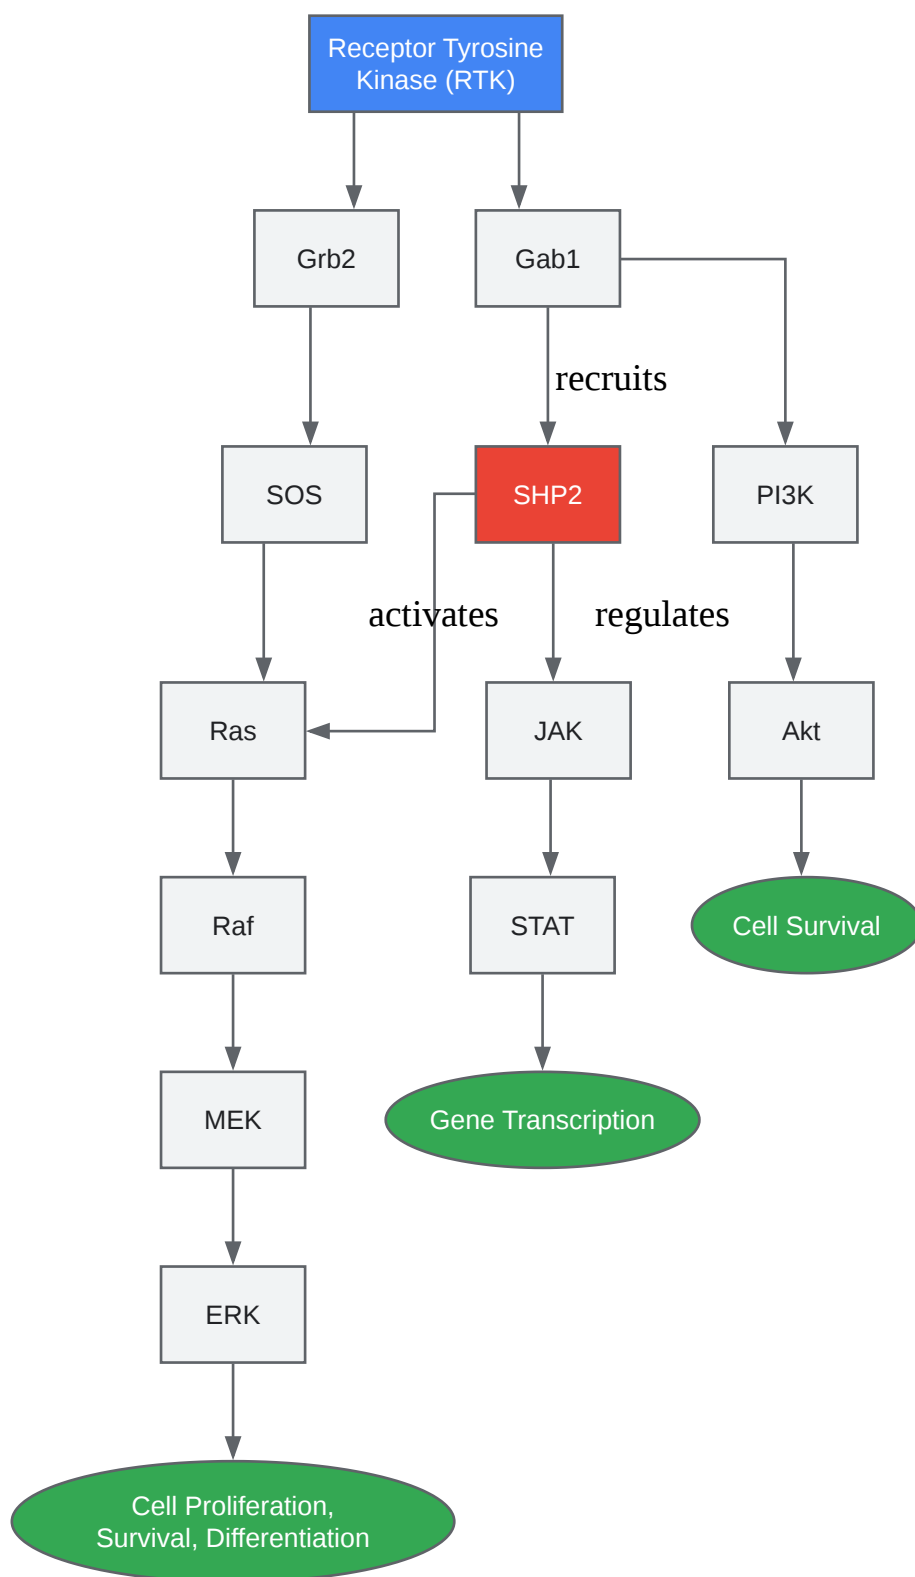 Receptor Tyrosine
Kinase (RTK)
Grb2
Gab1
recruits
SOS
SHP2
PI3K
activates
regulates
Ras
JAK
Akt
Raf
STAT
Cell Survival
MEK
Gene Transcription
ERK
Cell Proliferation,
Survival, Differentiation